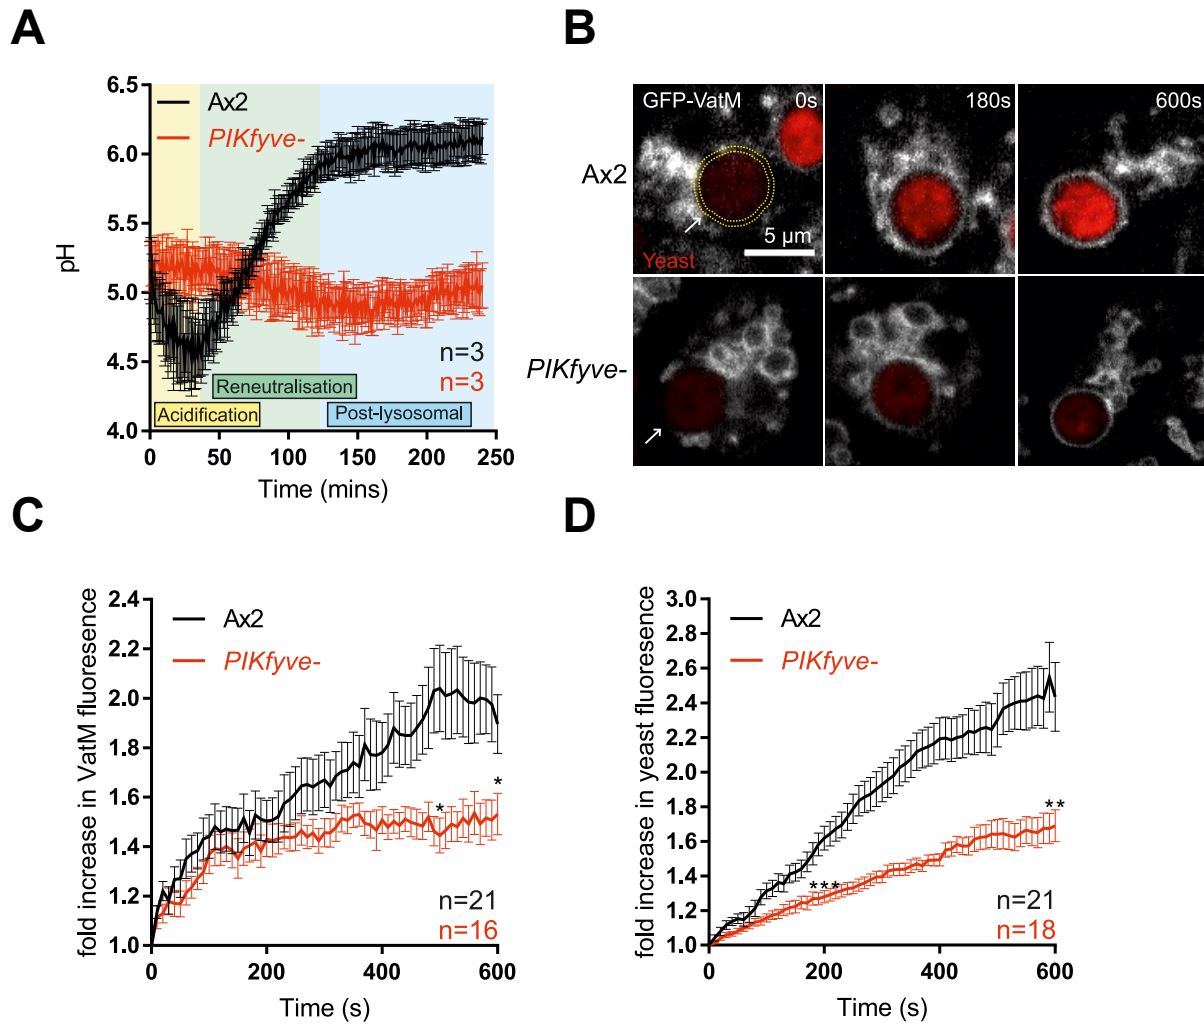 A
6.5
6.0
5.5
5.0
4.5
4.0
pH
Ax2
PIKfyve-
n=3
n=3
Reneutralisation
Acidification
Post-lysosomal
0
50
100
150
200
250
Time (mins)
B
GFP-VatM
0s
180s
600s
Ax2
5 µm
Yeast
PIKfyve-
C
2.4
2.2
2.0
1.8
1.6
1.4
1.2
1.0
fold increase in VatM fluoresence
Ax2
PIKfyve-
*
*
n=21
n=16
0
200
400
600
Time (s)
D
3.0
2.8
2.6
2.4
2.2
2.0
1.8
1.6
1.4
1.2
1.0
fold increase in yeast fluoresence
Ax2
PIKfyve-
***
**
n=21
n=18
0
200
400
600
Time (s)